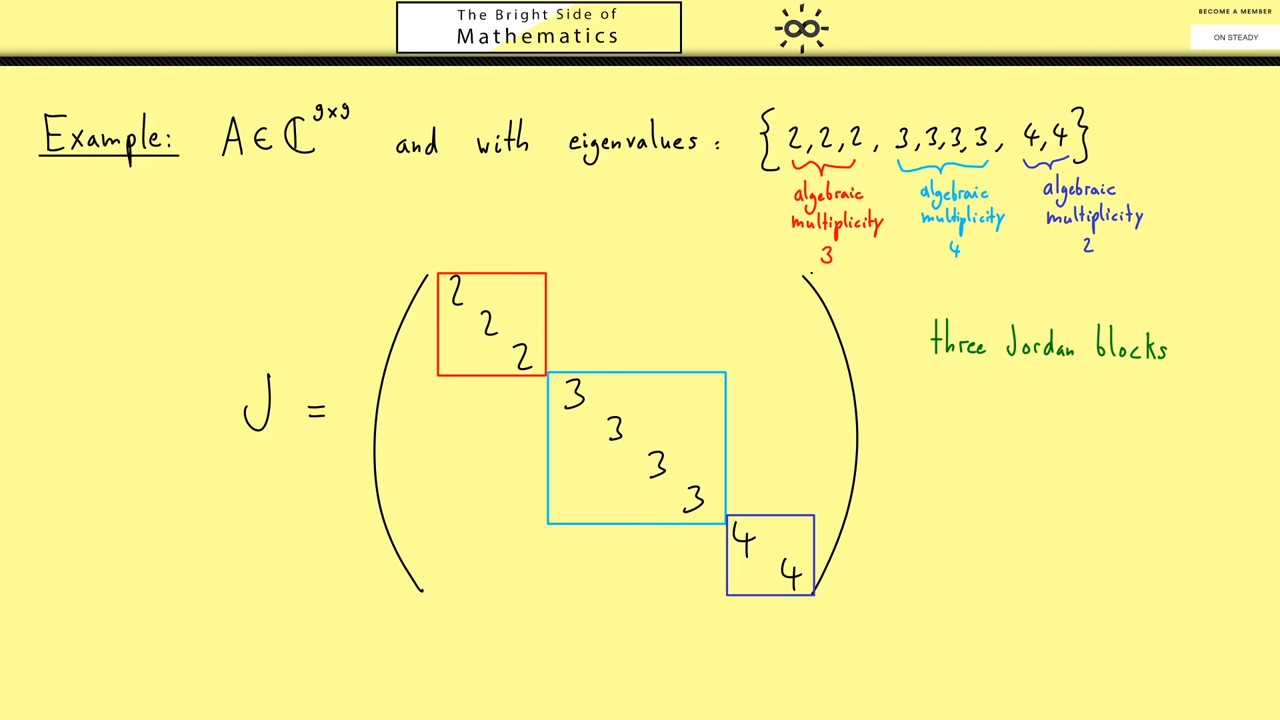 The Bright Side of
Mathematics
BECOME A MEMBER
ON STEADY
Example: A ∈ ℂ^{9×9} and with eigenvalues: {2,2,2, 3,3,3,3, 4,4}
algebraic multiplicity 3
algebraic multiplicity 4
algebraic multiplicity 2
three Jordan blocks
J = ( 2
2
2
3
3
3
3
4
4 )